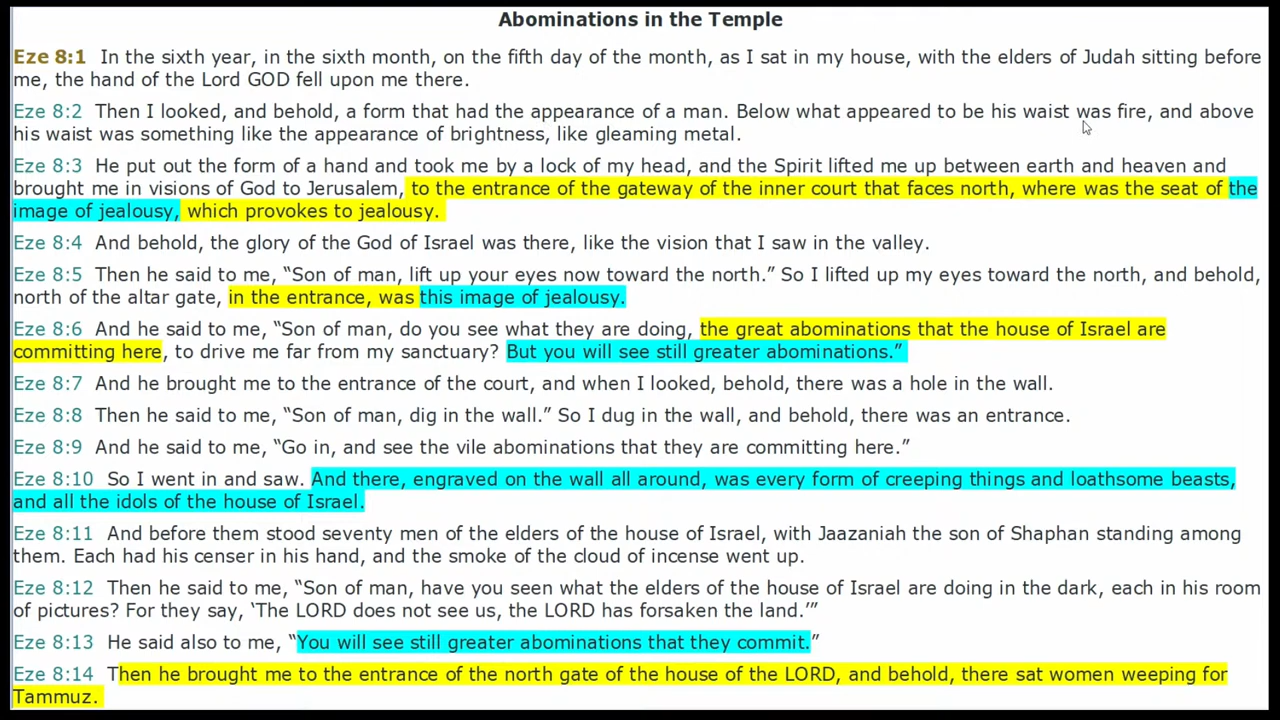 Abominations in the Temple
Eze 8:1 In the sixth year, in the sixth month, on the fifth day of the month, as I sat in my house, with the elders of Judah sitting before
me, the hand of the Lord GOD fell upon me there.
Eze 8:2 Then I looked, and behold, a form that had the appearance of a man. Below what appeared to be his waist was fire, and above
his waist was something like the appearance of brightness, like gleaming metal.
Eze 8:3 He put out the form of a hand and took me by a lock of my head, and the Spirit lifted me up between earth and heaven and
brought me in visions of God to Jerusalem, to the entrance of the gateway of the inner court that faces north, where was the seat of the
image of jealousy, which provokes to jealousy.
Eze 8:4 And behold, the glory of the God of Israel was there, like the vision that I saw in the valley.
Eze 8:5 Then he said to me, “Son of man, lift up your eyes now toward the north.” So I lifted up my eyes toward the north, and behold,
north of the altar gate, in the entrance, was this image of jealousy.
Eze 8:6 And he said to me, “Son of man, do you see what they are doing, the great abominations that the house of Israel are
committing here, to drive me far from my sanctuary? But you will see still greater abominations.”
Eze 8:7 And he brought me to the entrance of the court, and when I looked, behold, there was a hole in the wall.
Eze 8:8 Then he said to me, “Son of man, dig in the wall.” So I dug in the wall, and behold, there was an entrance.
Eze 8:9 And he said to me, “Go in, and see the vile abominations that they are committing here.”
Eze 8:10 So I went in and saw. And there, engraved on the wall all around, was every form of creeping things and loathsome beasts,
and all the idols of the house of Israel.
Eze 8:11 And before them stood seventy men of the elders of the house of Israel, with Jaazaniah the son of Shaphan standing among
them. Each had his censer in his hand, and the smoke of the cloud of incense went up.
Eze 8:12 Then he said to me, “Son of man, have you seen what the elders of the house of Israel are doing in the dark, each in his room
of pictures? For they say, ‘The LORD does not see us, the LORD has forsaken the land.’”
Eze 8:13 He said also to me, “You will see still greater abominations that they commit.”
Eze 8:14 Then he brought me to the entrance of the north gate of the house of the LORD, and behold, there sat women weeping for
Tammuz.